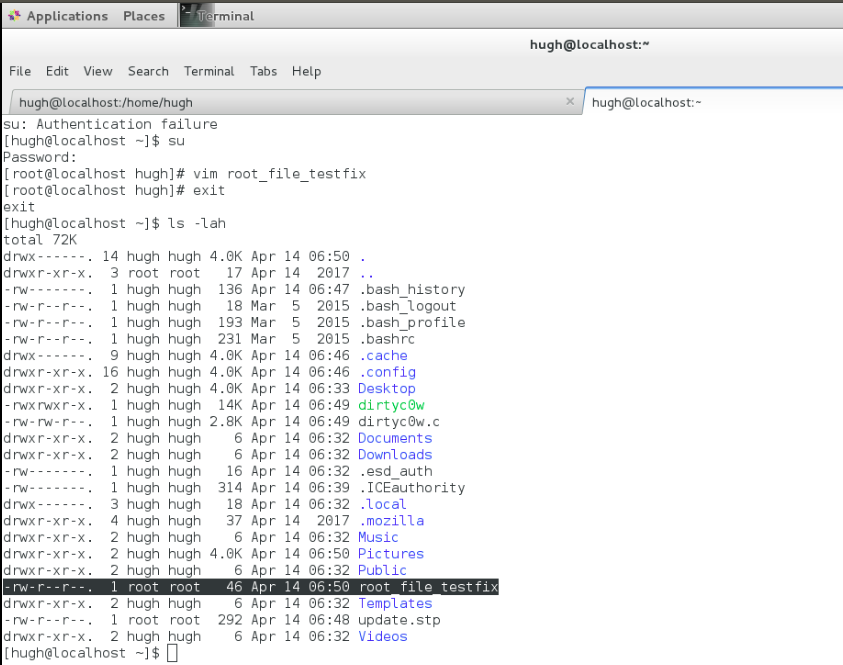 Applications Places Terminal
hugh@localhost:~
File Edit View Search Terminal Tabs Help
hugh@localhost:/home/hugh × hugh@localhost:~
su: Authentication failure
[hugh@localhost ~]$ su
Password:
[root@localhost hugh]# vim root_file_testfix
[root@localhost hugh]# exit
exit
[hugh@localhost ~]$ ls -lah
total 72K
drwx------. 14 hugh hugh 4.0K Apr 14 06:50 .
drwxr-xr-x. 3 root root 17 Apr 14 2017 ..
-rw-------. 1 hugh hugh 136 Apr 14 06:47 .bash_history
-rw-r--r--. 1 hugh hugh 18 Mar 5 2015 .bash_logout
-rw-r--r--. 1 hugh hugh 193 Mar 5 2015 .bash_profile
-rw-r--r--. 1 hugh hugh 231 Mar 5 2015 .bashrc
drwx------. 9 hugh hugh 4.0K Apr 14 06:46 .cache
drwxr-xr-x. 16 hugh hugh 4.0K Apr 14 06:46 .config
drwxr-xr-x. 2 hugh hugh 4.0K Apr 14 06:33 Desktop
-rwxrwxr-x. 1 hugh hugh 14K Apr 14 06:49 dirtyc0w
-rw-rw-r--. 1 hugh hugh 2.8K Apr 14 06:49 dirtyc0w.c
drwxr-xr-x. 2 hugh hugh 6 Apr 14 06:32 Documents
drwxr-xr-x. 2 hugh hugh 6 Apr 14 06:32 Downloads
-rw-------. 1 hugh hugh 16 Apr 14 06:32 .esd_auth
-rw-------. 1 hugh hugh 314 Apr 14 06:39 .ICEauthority
drwx------. 3 hugh hugh 18 Apr 14 06:32 .local
drwxr-xr-x. 4 hugh hugh 37 Apr 14 2017 .mozilla
drwxr-xr-x. 2 hugh hugh 6 Apr 14 06:32 Music
drwxr-xr-x. 2 hugh hugh 4.0K Apr 14 06:50 Pictures
drwxr-xr-x. 2 hugh hugh 6 Apr 14 06:32 Public
-rw-r--r--. 1 root root 46 Apr 14 06:50 root_file_testfix
drwxr-xr-x. 2 hugh hugh 6 Apr 14 06:32 Templates
-rw-r--r--. 1 root root 292 Apr 14 06:48 update.stp
drwxr-xr-x. 2 hugh hugh 6 Apr 14 06:32 Videos
[hugh@localhost ~]$